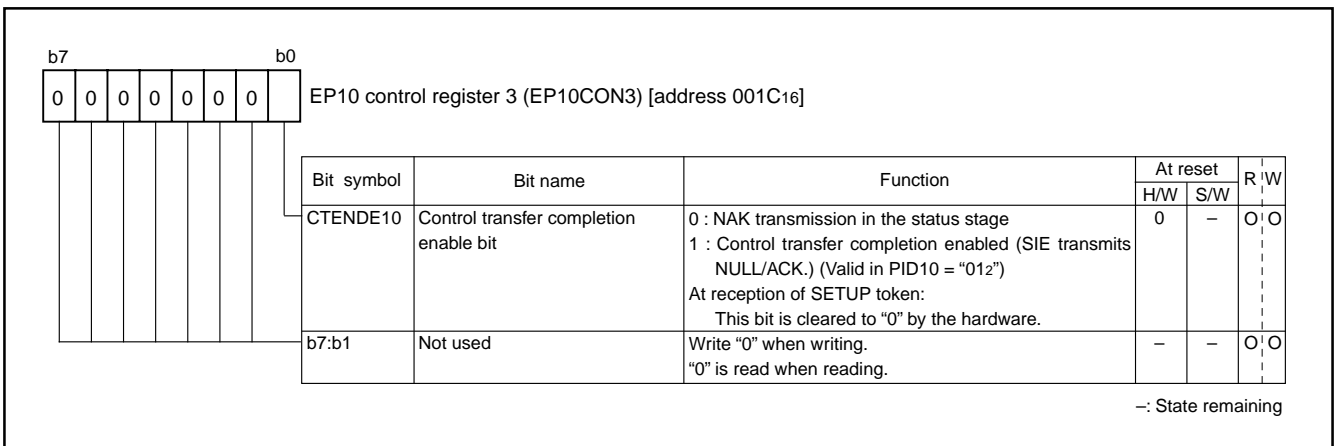 b7 b0
0 0 0 0 0 0 0
EP10 control register 3 (EP10CON3) [address 001C16]
Bit symbol Bit name Function At reset R W
H/W S/W
CTENDE10 Control transfer completion 0 : NAK transmission in the status stage 0 – O O
enable bit 1 : Control transfer completion enabled (SIE transmits
NULL/ACK.) (Valid in PID10 = “012”)
At reception of SETUP token:
This bit is cleared to “0” by the hardware.
b7:b1 Not used Write “0” when writing. – – O O
“0” is read when reading.
–: State remaining